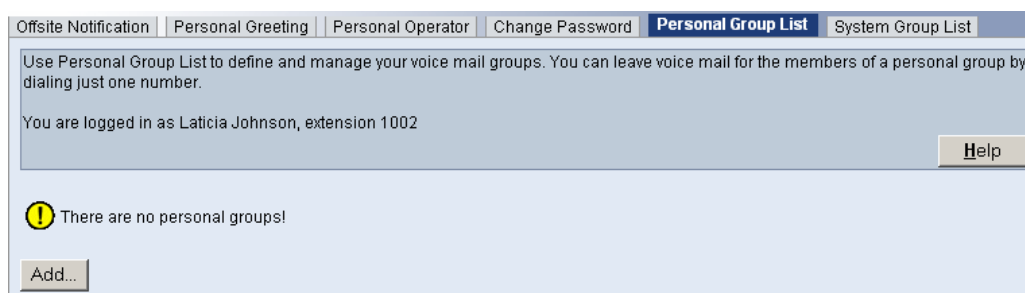 Offsite Notification Personal Greeting Personal Operator Change Password Personal Group List System Group List
Use Personal Group List to define and manage your voice mail groups. You can leave voice mail for the members of a personal group by
dialing just one number.
You are logged in as Laticia Johnson, extension 1002
Help
There are no personal groups!
Add...